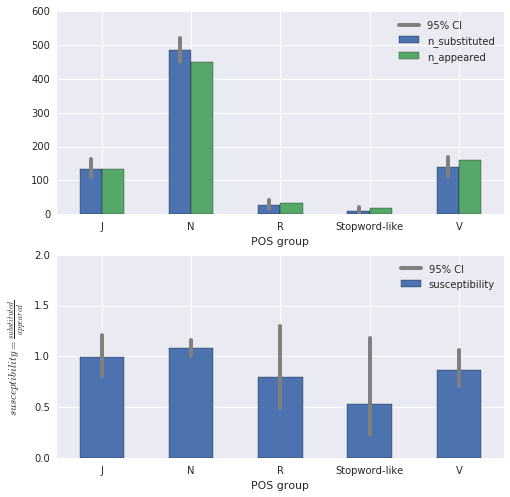 600
500
400
300
200
100
0
95% CI
n_substituted
n_appeared
J N R Stopword-like V
POS group
2.0
1.5
1.0
0.5
0.0
susceptibility = substituted/appeared
95% CI
susceptibility
J N R Stopword-like V
POS group